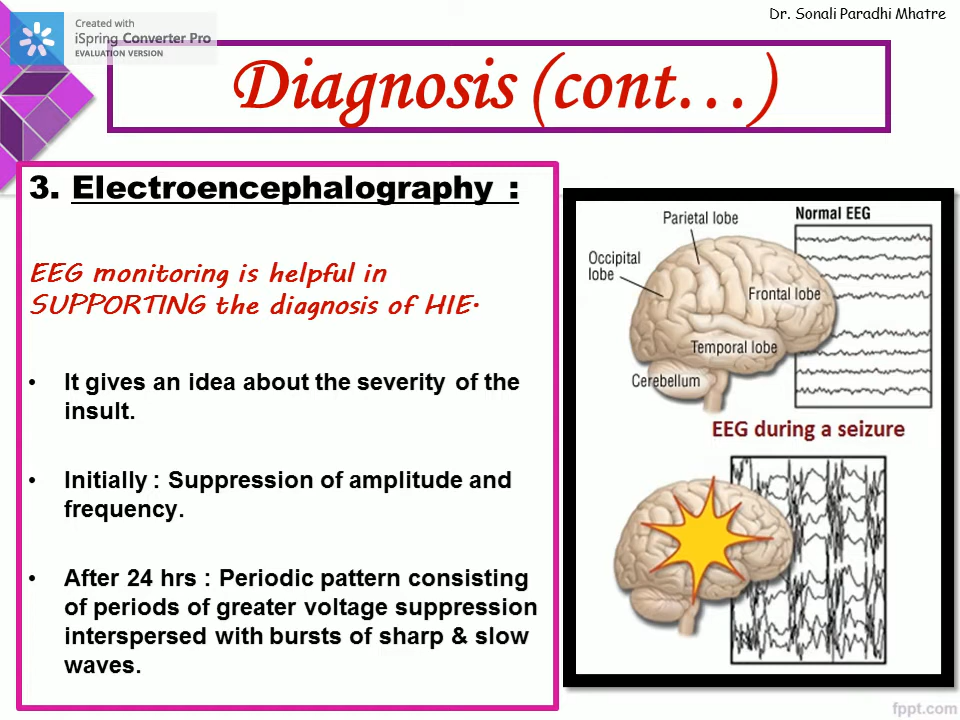 Dr. Sonali Paradhi Mhatre
Created with
iSpring Converter Pro
EVALUATION VERSION
Diagnosis (cont...)
3. Electroencephalography :
EEG monitoring is helpful in
SUPPORTING the diagnosis of HIE.
• It gives an idea about the severity of the
insult.
• Initially : Suppression of amplitude and
frequency.
• After 24 hrs : Periodic pattern consisting
of periods of greater voltage suppression
interspersed with bursts of sharp & slow
waves.
Parietal lobe
Normal EEG
Occipital
lobe
Frontal lobe
Temporal lobe
Cerebellum
EEG during a seizure
fppt.com